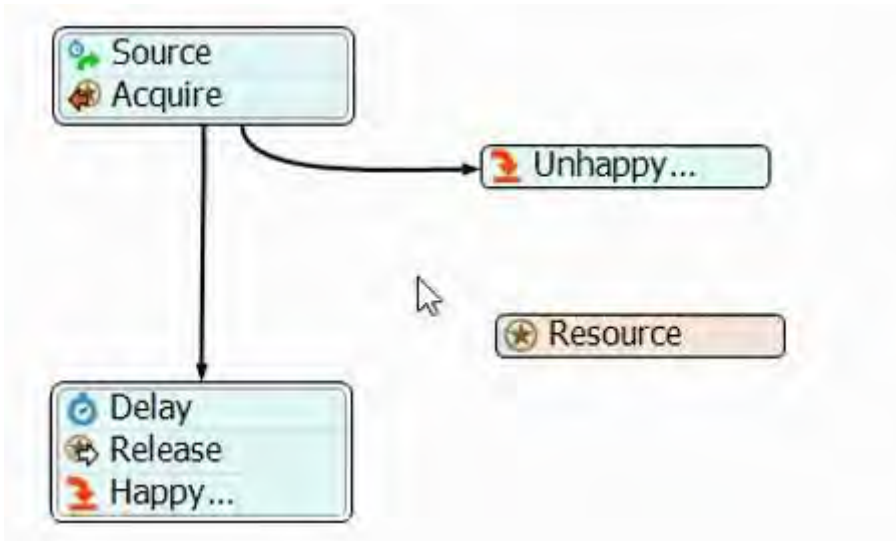 Source
Acquire
Unhappy...
Resource
Delay
Release
Happy...